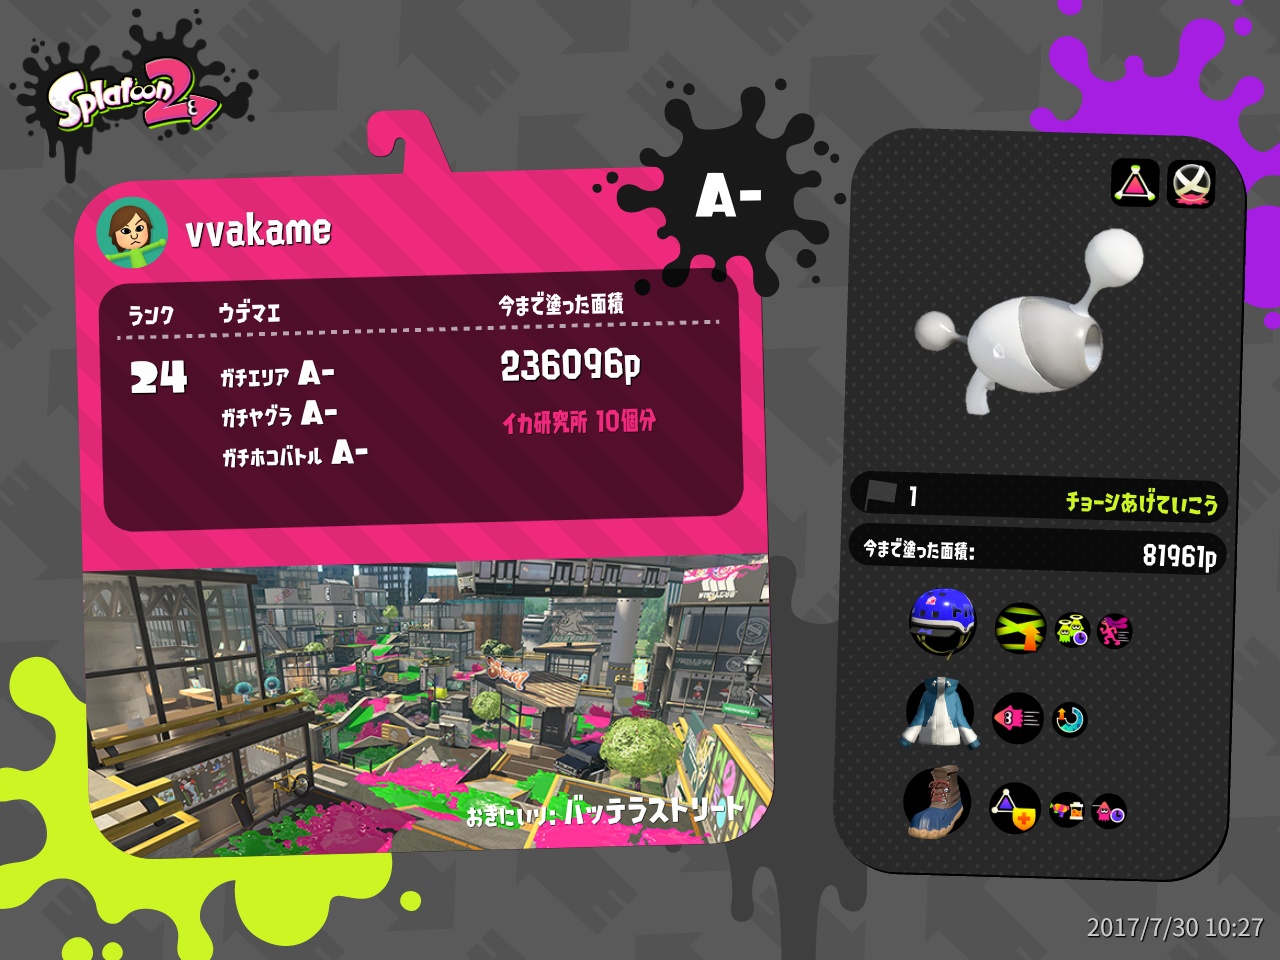 Splatoon 2
A-
vvakame
ランク ウデマエ 今まで塗った面積
24
ガチエリア A-
ガチヤグラ A-
ガチホコバトル A-
236096p
イカ研究所 10個分
おきにいり: バッテラストリート
1 チョーシあげていこう
今まで塗った面積: 81961p
2017/7/30 10:27